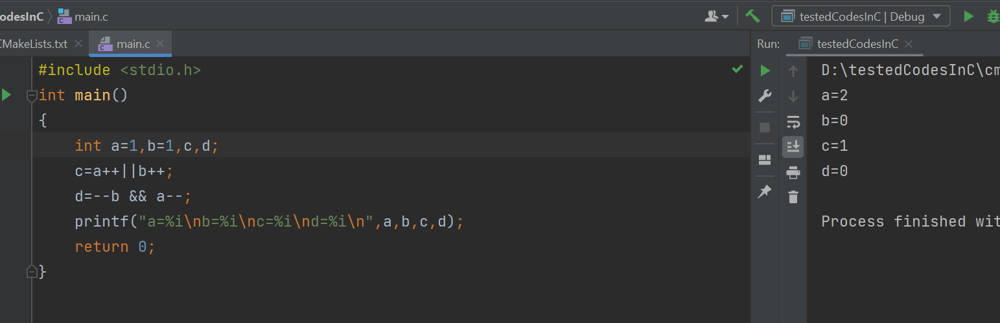 odesInC main.c testedCodesInC | Debug
CMakeLists.txt main.c Run: testedCodesInC
#include <stdio.h>
int main()
{
int a=1,b=1,c,d;
c=a++||b++;
d=--b && a--;
printf("a=%i\nb=%i\nc=%i\nd=%i\n",a,b,c,d);
return 0;
}
D:\testedCodesInC\cm
a=2
b=0
c=1
d=0
Process finished wit